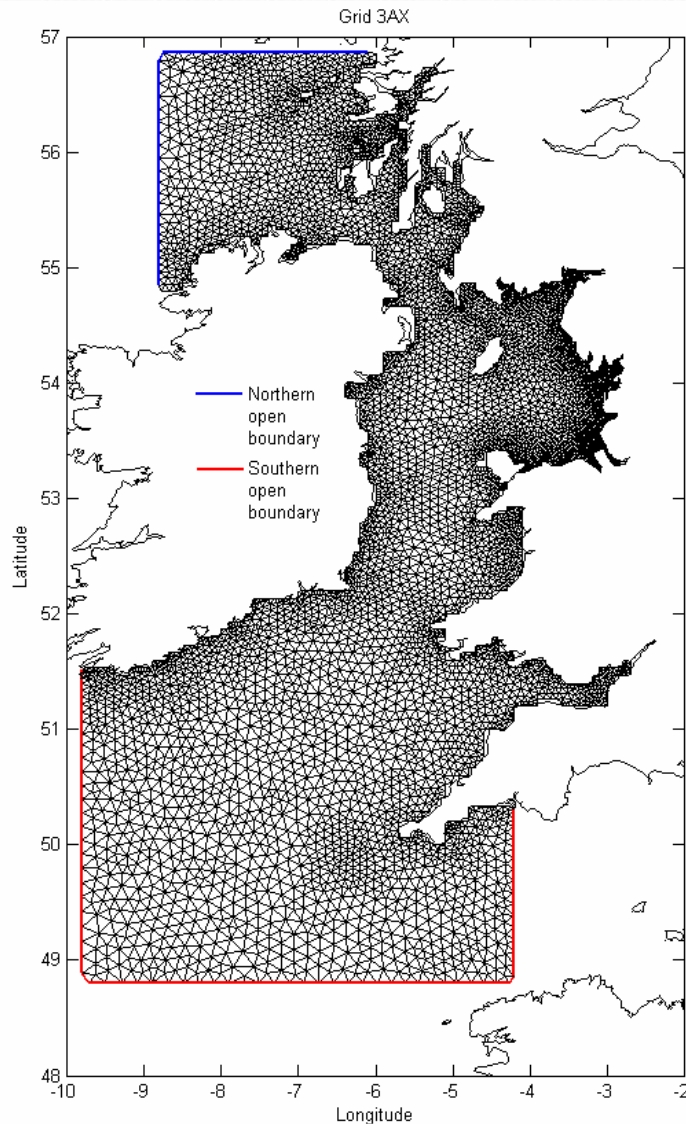 Grid 3AX
57
56
55
54
53
52
51
50
49
48
Latitude
Northern
open
boundary
Southern
open
boundary
-10 -9 -8 -7 -6 -5 -4 -3 -2
Longitude